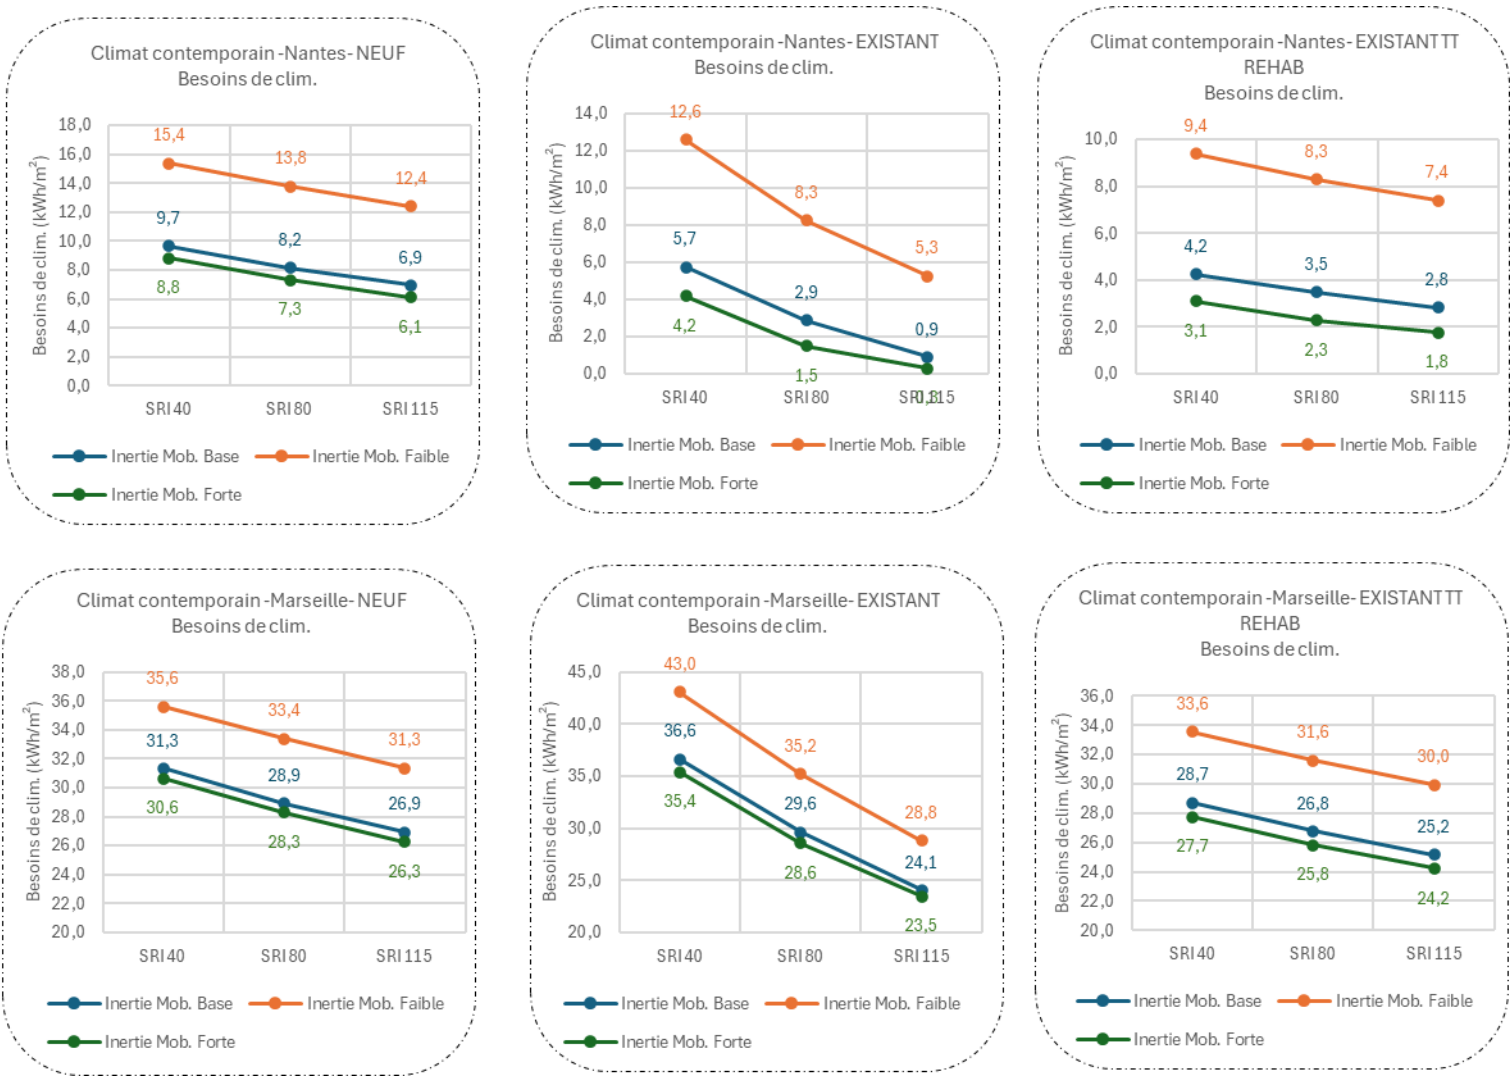 Climat contemporain -Nantes- NEUF
Besoins de clim.
Besoins de clim. (kWh/m²)
18,0
16,0
14,0
12,0
10,0
8,0
6,0
4,0
2,0
0,0
15,4
13,8
12,4
9,7
8,2
6,9
8,8
7,3
6,1
SRI 40
SRI 80
SRI 115
Inertie Mob. Base
Inertie Mob. Faible
Inertie Mob. Forte
Climat contemporain -Nantes- EXISTANT
Besoins de clim.
Besoins de clim. (kWh/m²)
14,0
12,0
10,0
8,0
6,0
4,0
2,0
0,0
12,6
8,3
5,3
5,7
2,9
0,9
4,2
1,5
0,3
SRI 40
SRI 80
SRI 115
Inertie Mob. Base
Inertie Mob. Faible
Inertie Mob. Forte
Climat contemporain -Nantes- EXISTANT TT
REHAB
Besoins de clim.
Besoins de clim. (kWh/m²)
10,0
8,0
6,0
4,0
2,0
0,0
9,4
8,3
7,4
4,2
3,5
2,8
3,1
2,3
1,8
SRI 40
SRI 80
SRI 115
Inertie Mob. Base
Inertie Mob. Faible
Inertie Mob. Forte
Climat contemporain -Marseille- NEUF
Besoins de clim.
Besoins de clim. (kWh/m²)
38,0
36,0
34,0
32,0
30,0
28,0
26,0
24,0
22,0
20,0
35,6
33,4
31,3
31,3
28,9
26,9
30,6
28,3
26,3
SRI 40
SRI 80
SRI 115
Inertie Mob. Base
Inertie Mob. Faible
Inertie Mob. Forte
Climat contemporain -Marseille- EXISTANT
Besoins de clim.
Besoins de clim. (kWh/m²)
45,0
40,0
35,0
30,0
25,0
20,0
43,0
35,2
28,8
36,6
29,6
24,1
35,4
28,6
23,5
SRI 40
SRI 80
SRI 115
Inertie Mob. Base
Inertie Mob. Faible
Inertie Mob. Forte
Climat contemporain -Marseille- EXISTANT TT
REHAB
Besoins de clim.
Besoins de clim. (kWh/m²)
36,0
34,0
32,0
30,0
28,0
26,0
24,0
22,0
20,0
33,6
31,6
30,0
28,7
26,8
25,2
27,7
25,8
24,2
SRI 40
SRI 80
SRI 115
Inertie Mob. Base
Inertie Mob. Faible
Inertie Mob. Forte